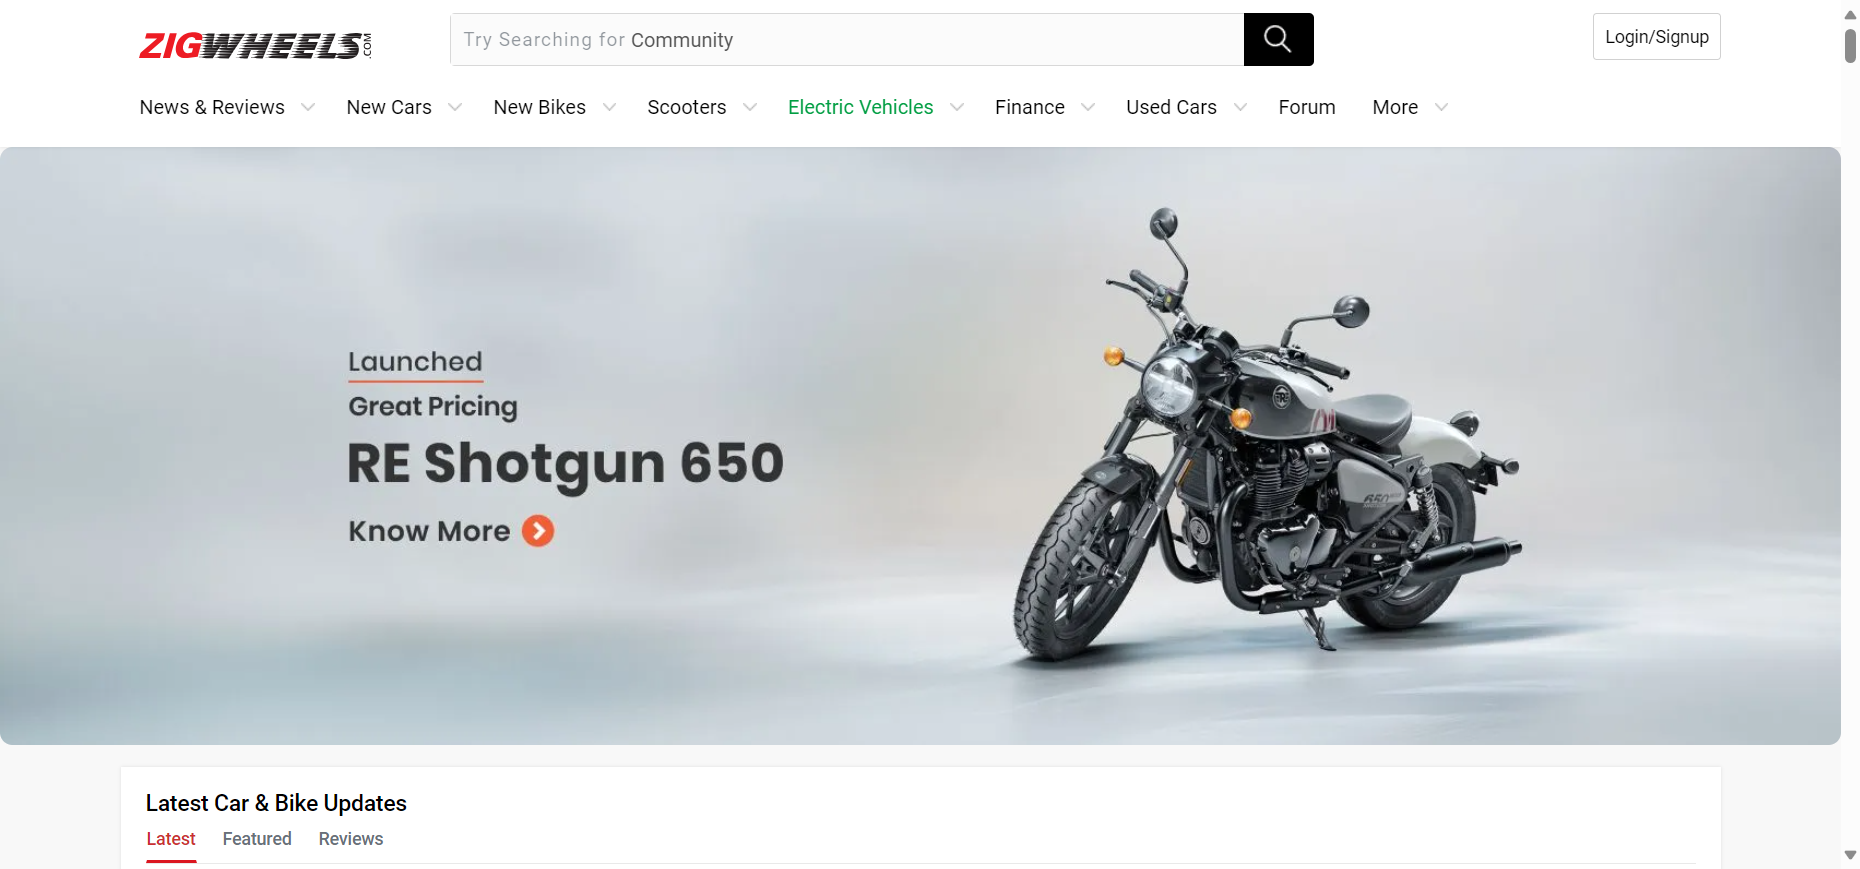 ZIGWHEELS.COM
Try Searching for Community
Login/Signup
News & Reviews New Cars New Bikes Scooters Electric Vehicles Finance Used Cars Forum More
Launched
Great Pricing
RE Shotgun 650
Know More
650
Latest Car & Bike Updates
Latest Featured Reviews